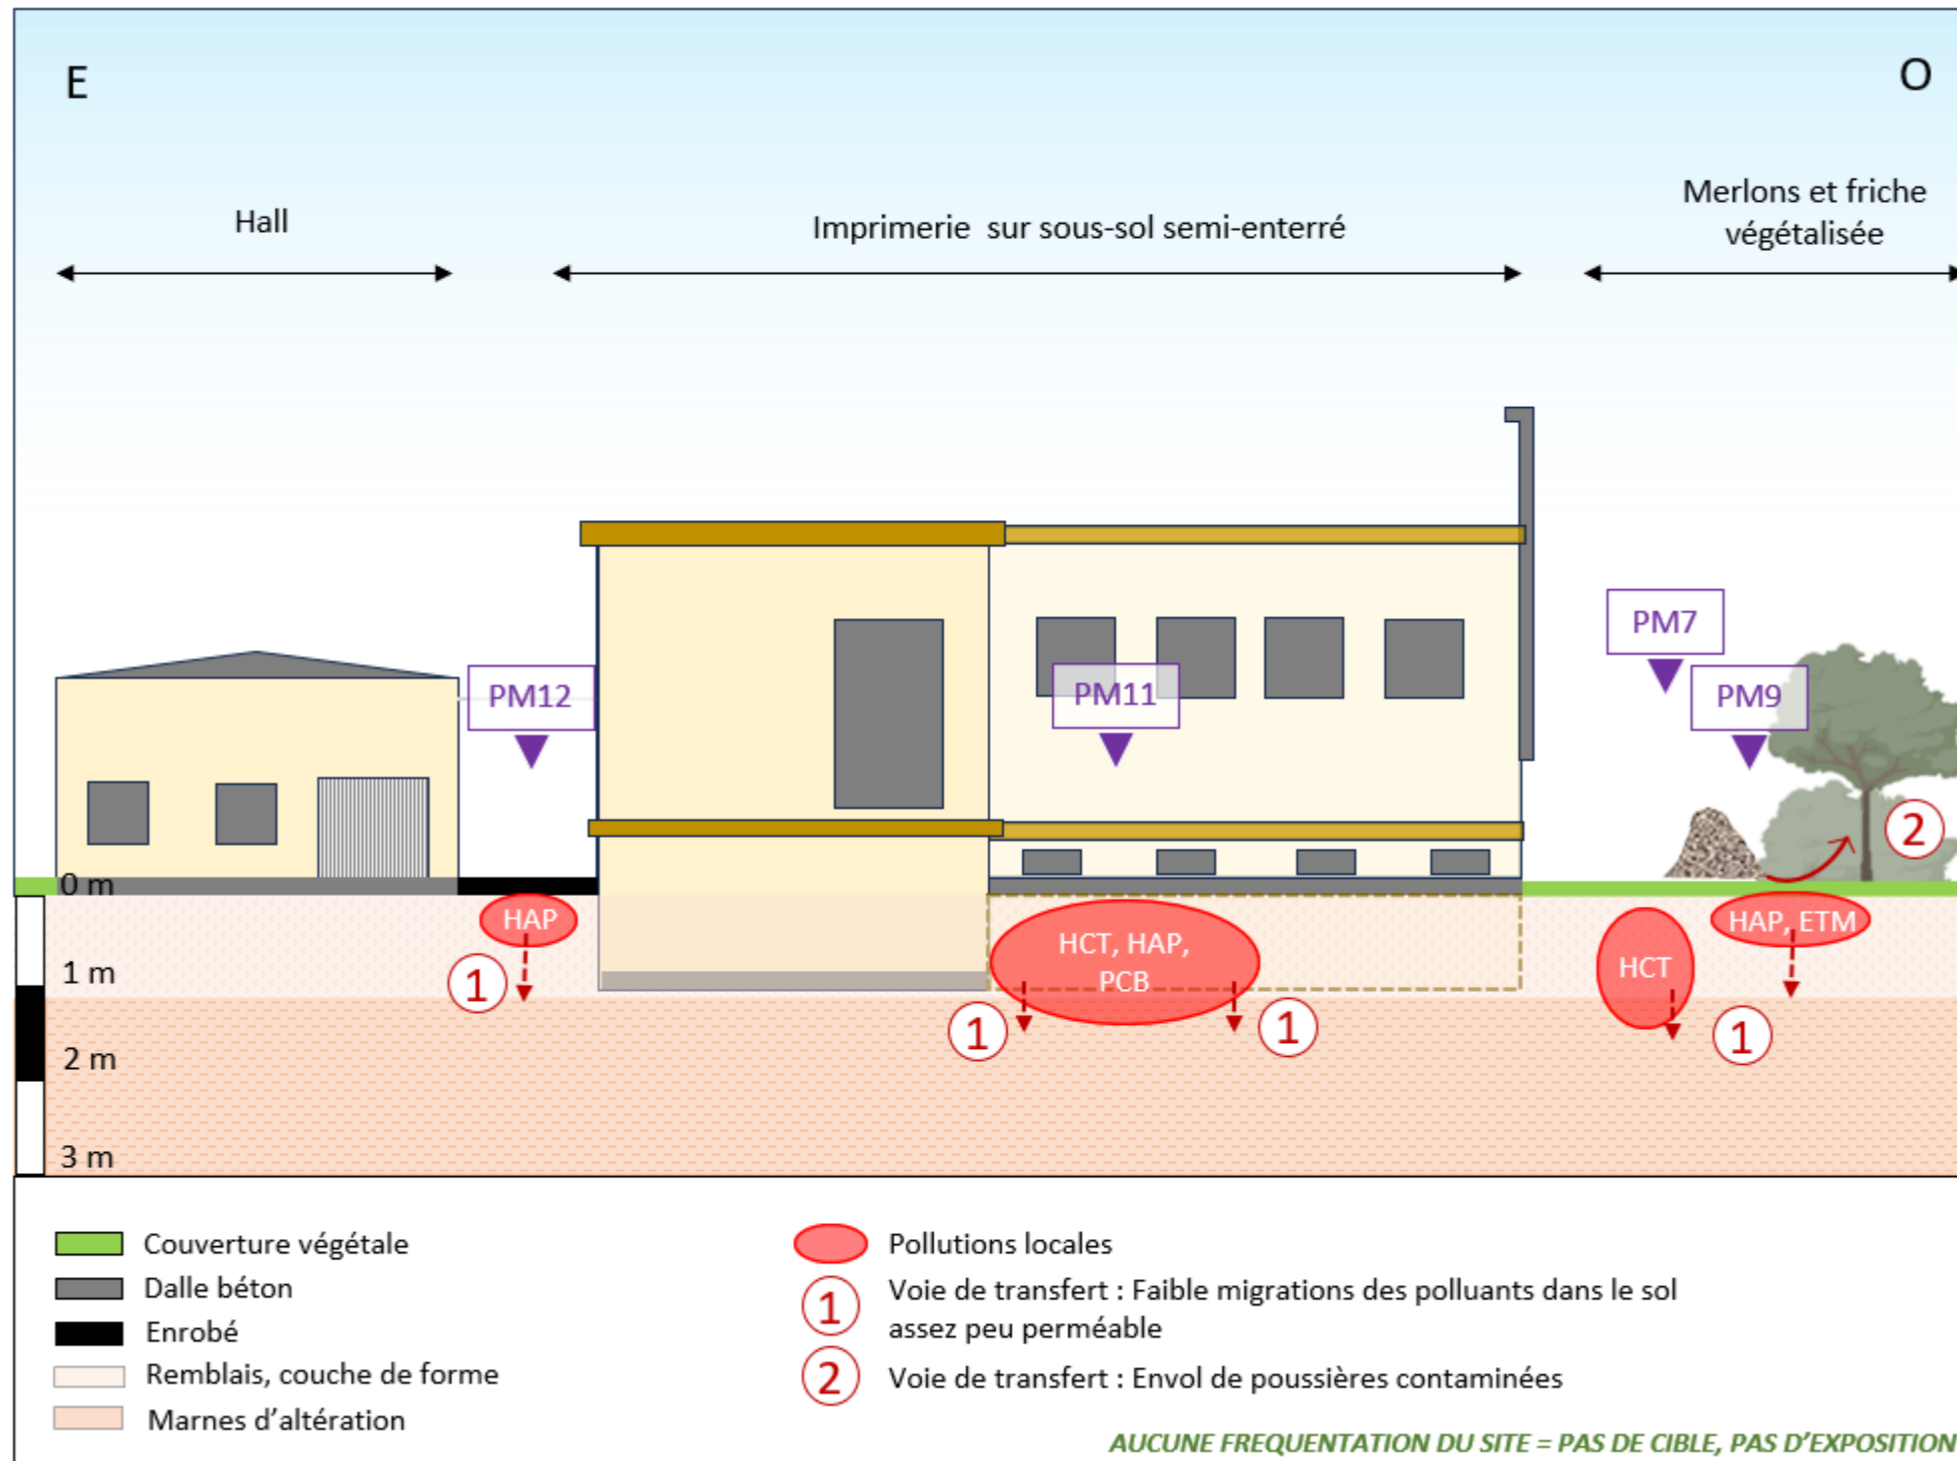 E
O
Hall
Imprimerie sur sous-sol semi-enterré
Merlons et friche
végétalisée
PM12
PM11
PM7
PM9
2
0 m
1 m
2 m
3 m
HAP
1
HCT, HAP,
PCB
1
1
HCT
HAP, ETM
1
Couverture végétale
Dalle béton
Enrobé
Remblais, couche de forme
Marnes d'altération
Pollutions locales
1
Voie de transfert : Faible migrations des polluants dans le sol
assez peu perméable
2
Voie de transfert : Envol de poussières contaminées
AUCUNE FREQUENTATION DU SITE = PAS DE CIBLE, PAS D'EXPOSITION